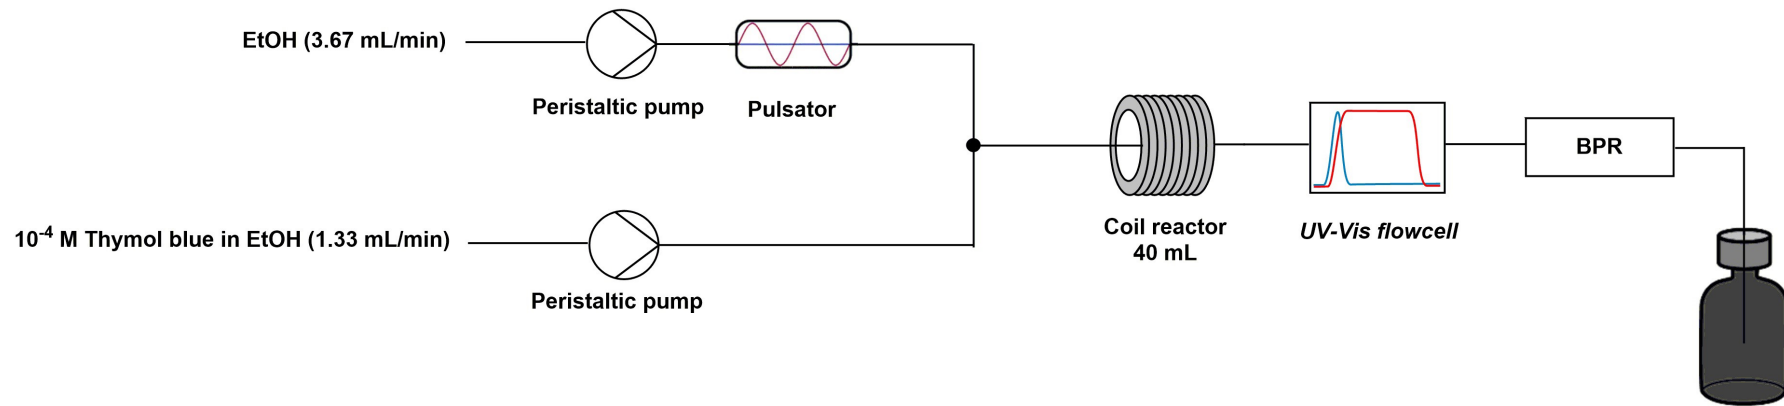 EtOH (3.67 mL/min)
Peristaltic pump
Pulsator
10⁻⁴ M Thymol blue in EtOH (1.33 mL/min)
Peristaltic pump
Coil reactor
40 mL
UV-Vis flowcell
BPR